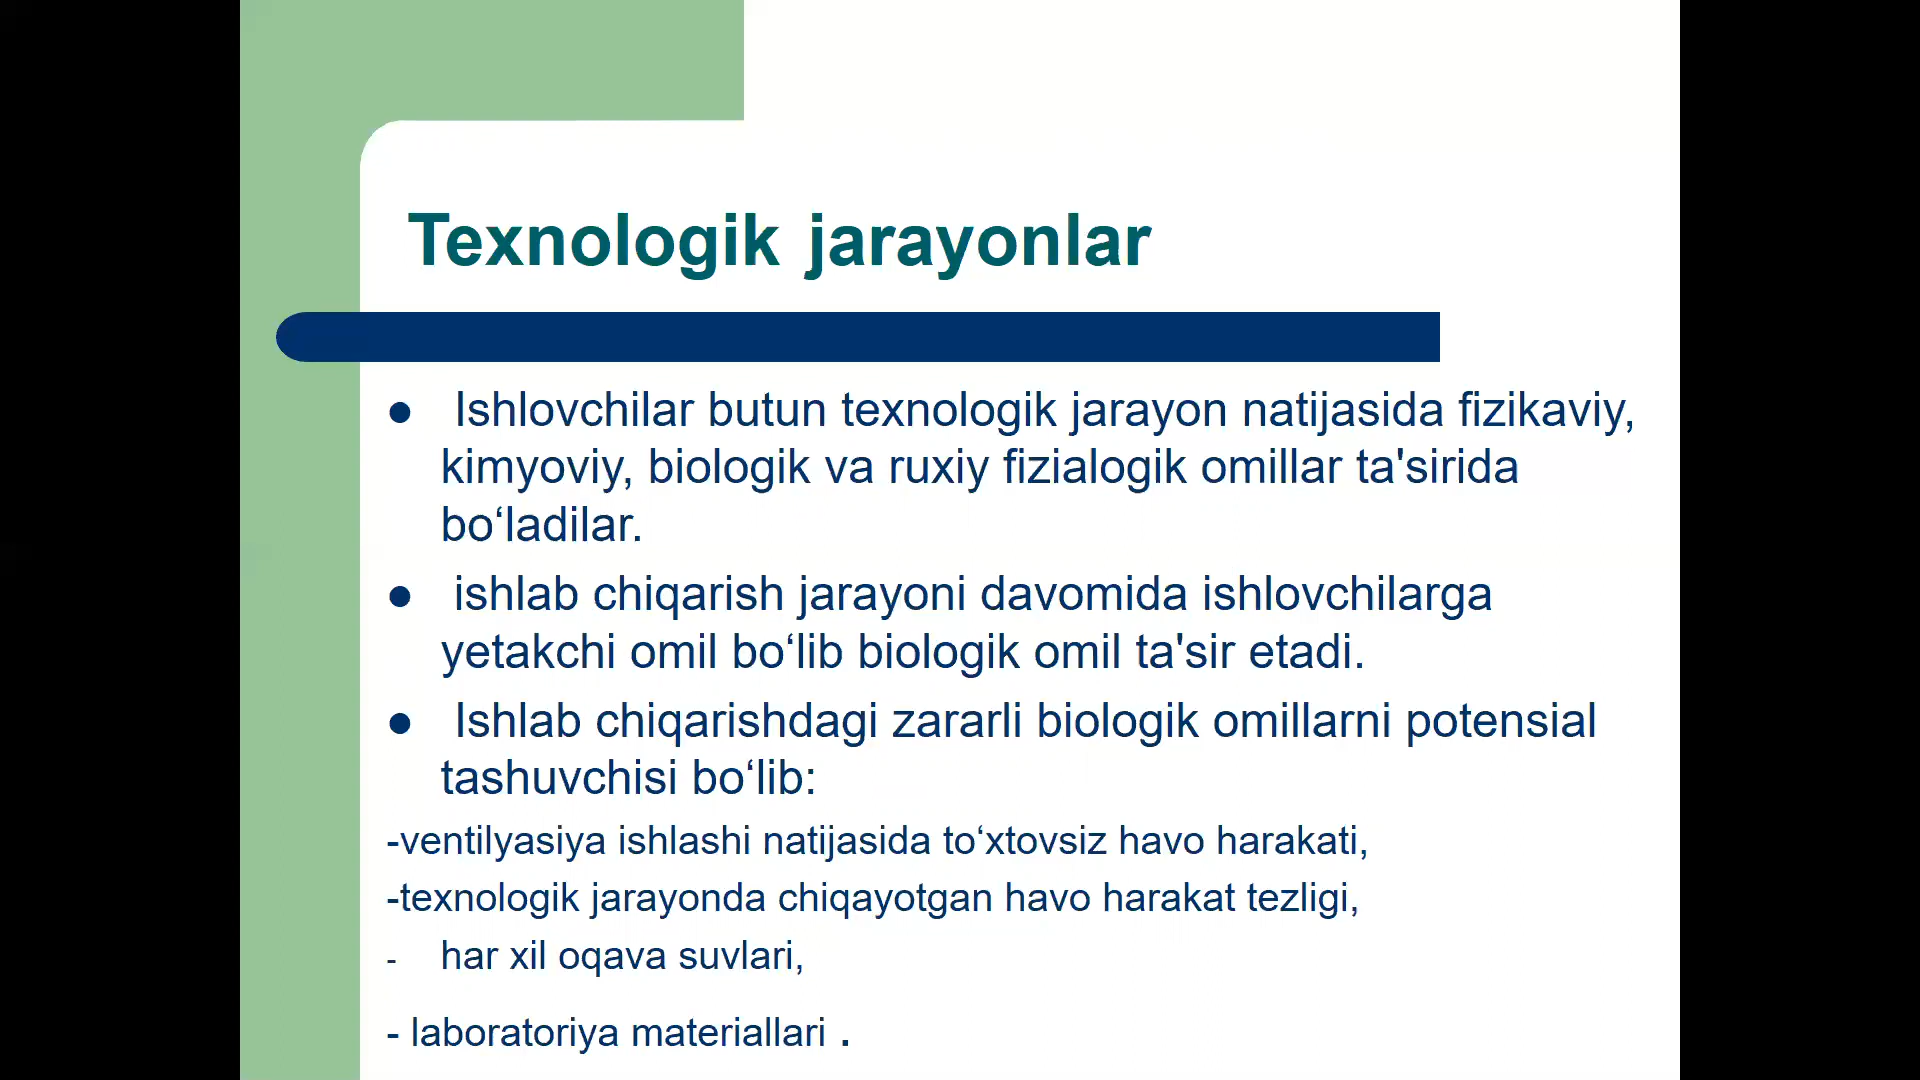 Texnologik jarayonlar
● Ishlovchilar butun texnologik jarayon natijasida fizikaviy,
kimyoviy, biologik va ruxiy fizialogik omillar ta'sirida
bo‘ladilar.
● ishlab chiqarish jarayoni davomida ishlovchilarga
yetakchi omil bo‘lib biologik omil ta'sir etadi.
● Ishlab chiqarishdagi zararli biologik omillarni potensial
tashuvchisi bo‘lib:
-ventilyasiya ishlashi natijasida to‘xtovsiz havo harakati,
-texnologik jarayonda chiqayotgan havo harakat tezligi,
- har xil oqava suvlari,
- laboratoriya materiallari .